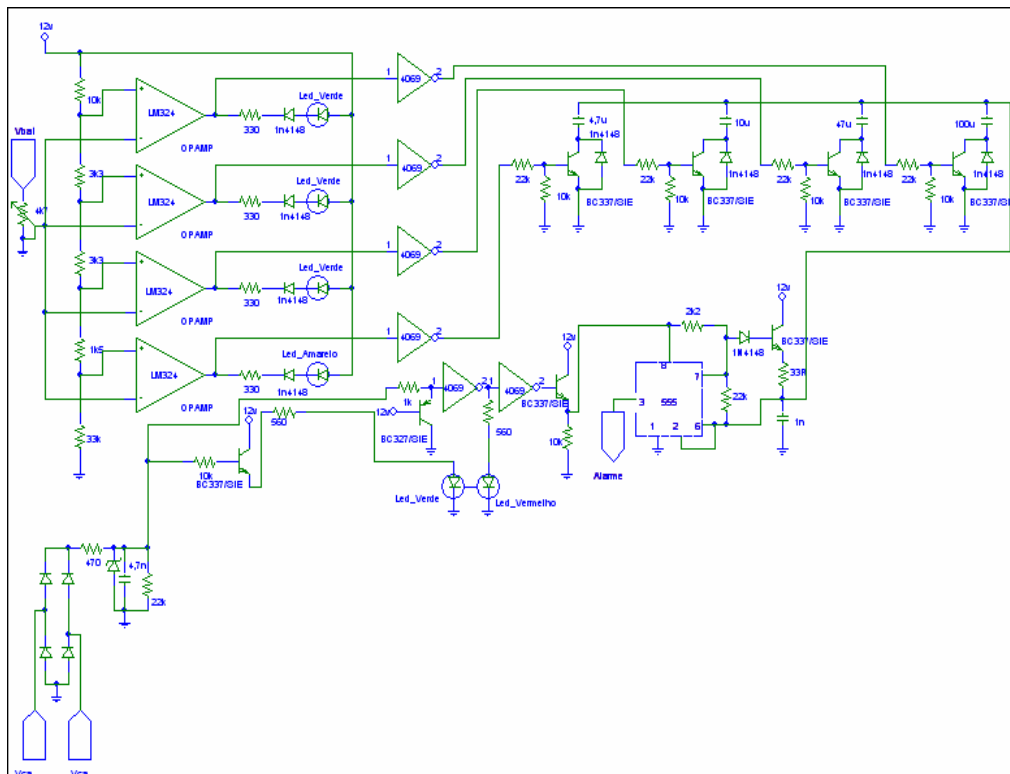 12v
10k
LM324
OPAMP
330
1n4148
Led_Verde
1
4069
2
Vbat
4k7
3k3
OPAMP
330
1n4148
Led_Verde
1
4069
2
3k3
LM324
OPAMP
330
1n4148
Led_Verde
1
4069
2
1k5
LM324
OPAMP
330
1n4148
Led_Amarelo
1
4069
2
33k
4,7u
1n4148
22k
10k
BC337/SIE
10u
1n4148
22k
10k
BC337/SIE
47u
1n4148
22k
10k
BC337/SIE
100u
1n4148
22k
10k
BC337/SIE
12v
560
10k
BC337/SIE
1k
12v
BC327/SIE
1
4069
2
1
4069
2
560
12v
BC337/SIE
10k
Led_Verde
Led_Vermelho
2k2
8
7
3
555
1
2
6
22k
Alarme
1N4148
12v
BC337/SIE
33R
1n
470
4,7n
22k